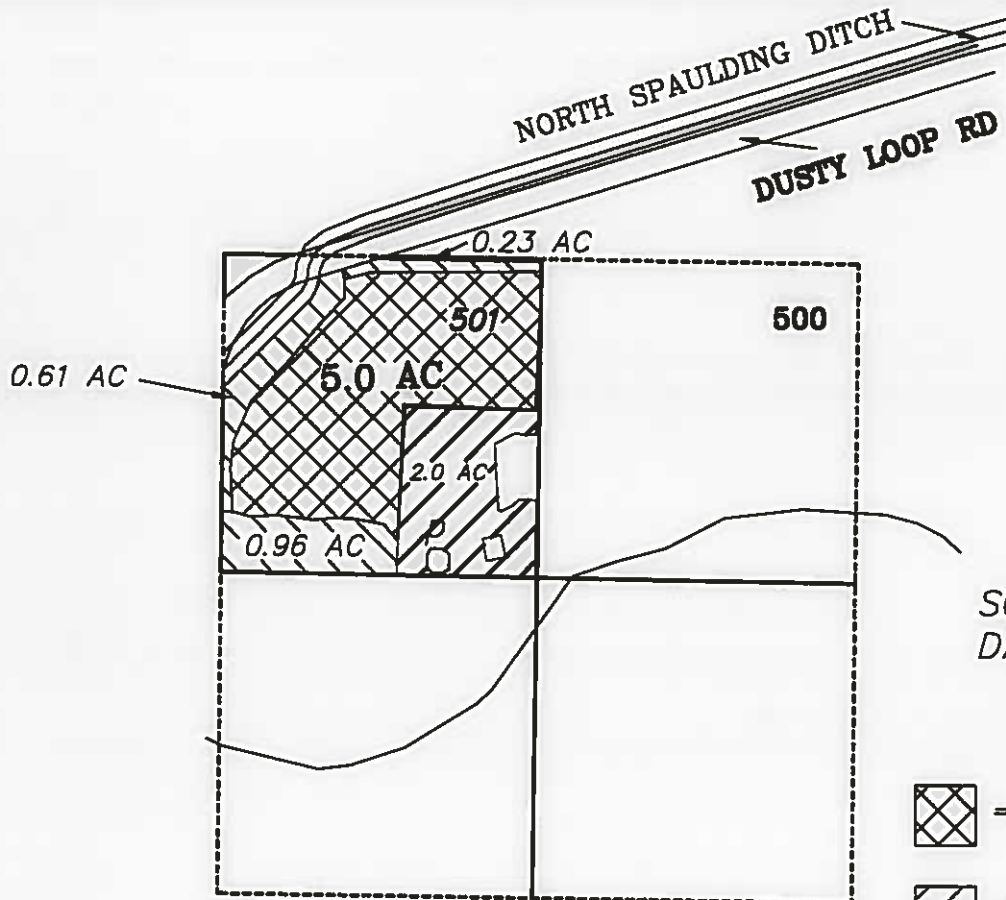 NORTH SPAULDING DITCH
DUSTY LOOP RD
0.23 AC
501
500
0.61 AC
5.0 AC
2.0 AC
0.96 AC
=